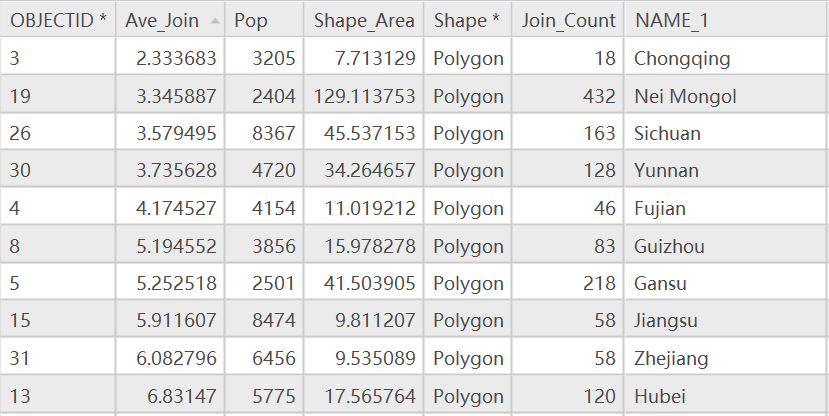 OBJECTID * Ave_Join Pop Shape_Area Shape * Join_Count NAME_1
3 2.333683 3205 7.713129 Polygon 18 Chongqing
19 3.345887 2404 129.113753 Polygon 432 Nei Mongol
26 3.579495 8367 45.537153 Polygon 163 Sichuan
30 3.735628 4720 34.264657 Polygon 128 Yunnan
4 4.174527 4154 11.019212 Polygon 46 Fujian
8 5.194552 3856 15.978278 Polygon 83 Guizhou
5 5.252518 2501 41.503905 Polygon 218 Gansu
15 5.911607 8474 9.811207 Polygon 58 Jiangsu
31 6.082796 6456 9.535089 Polygon 58 Zhejiang
13 6.83147 5775 17.565764 Polygon 120 Hubei